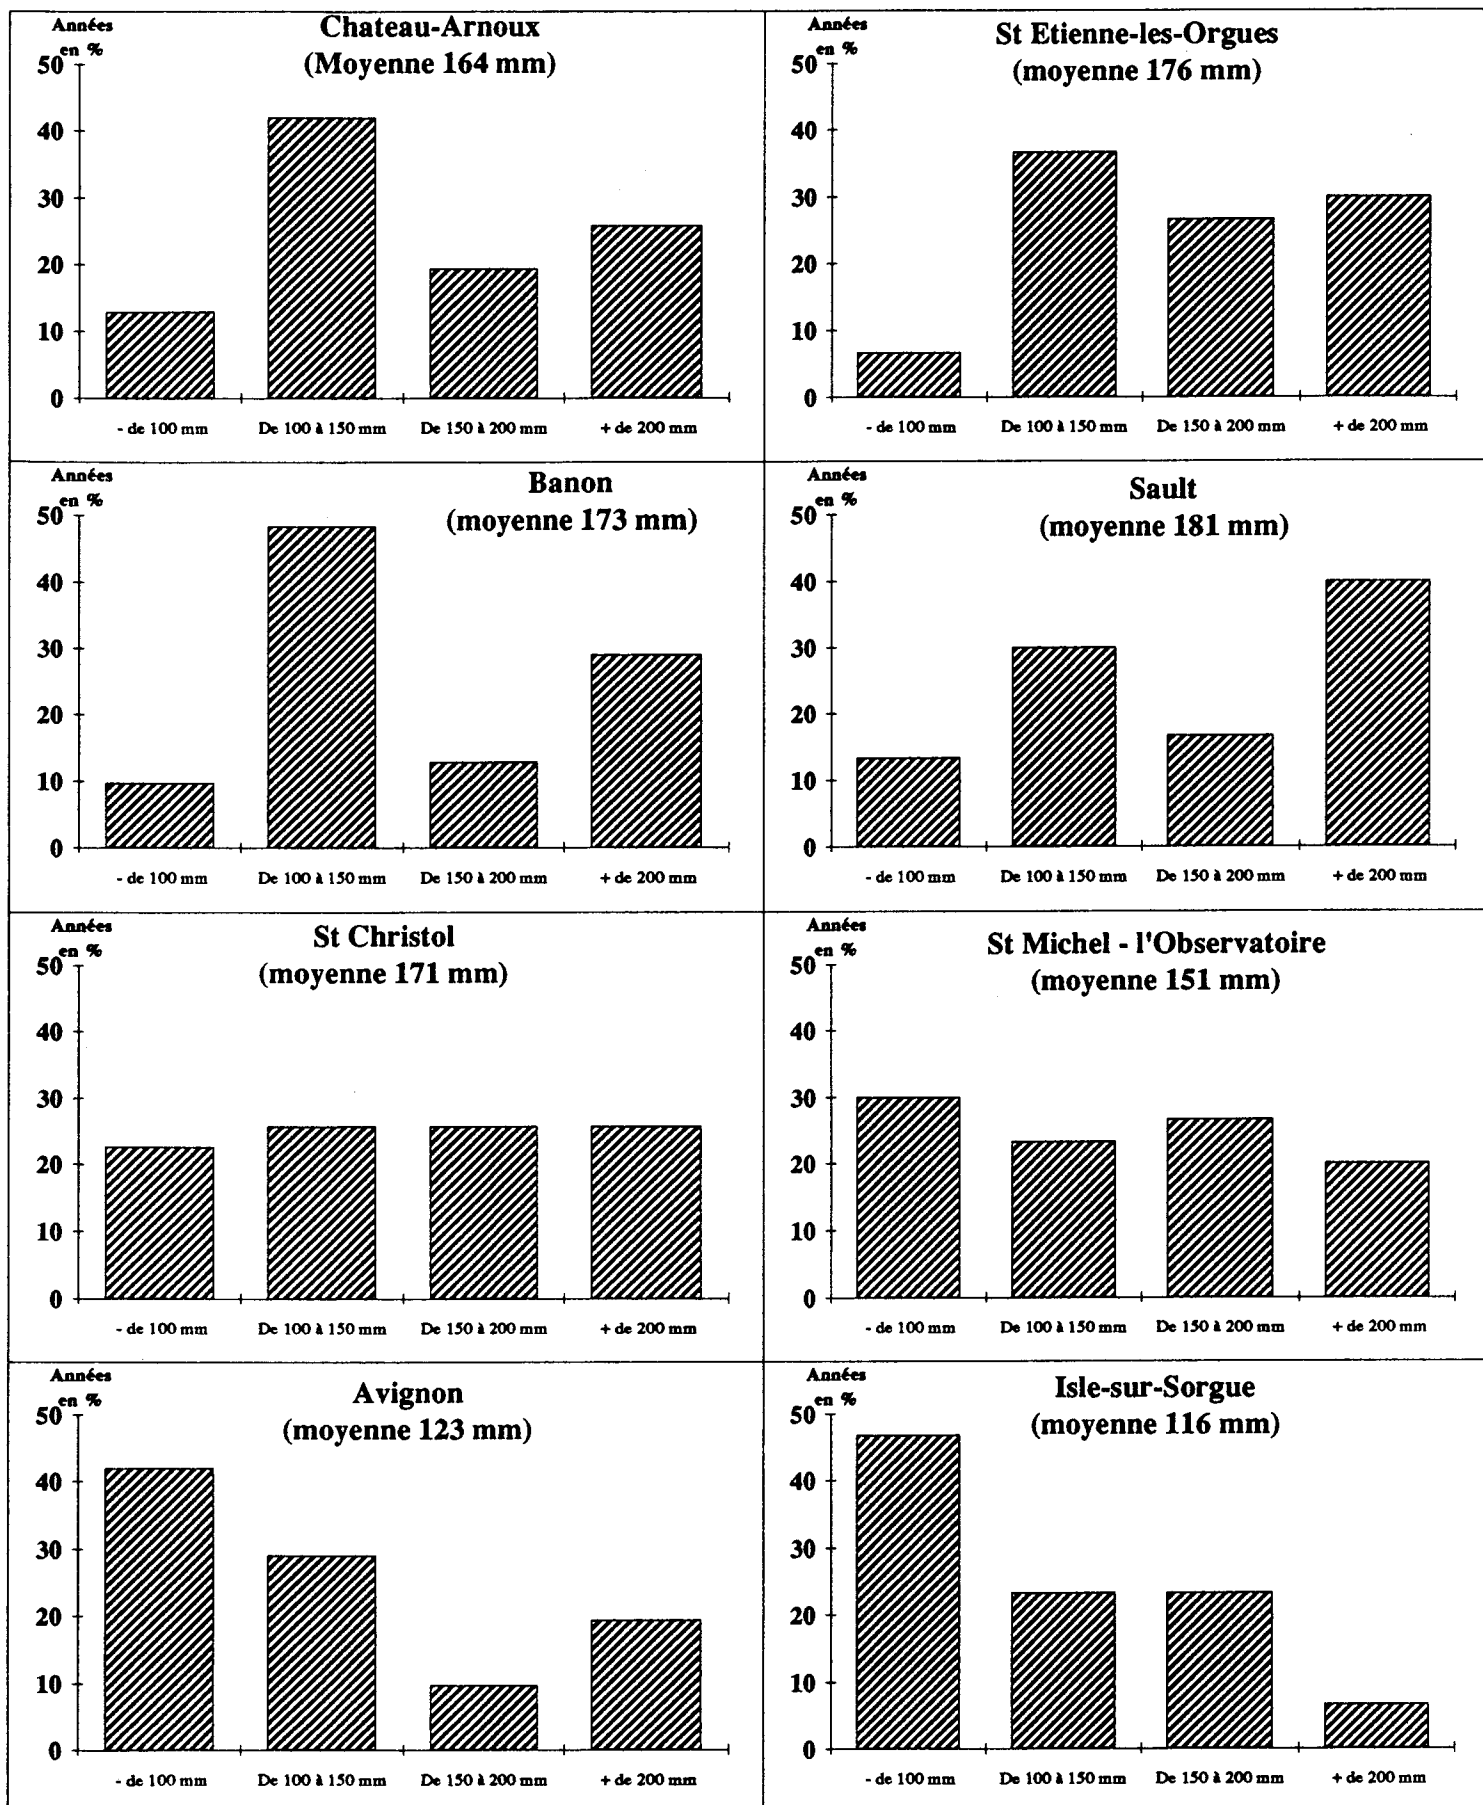 Années
en %
Chateau-Arnoux
(Moyenne 164 mm)
50
40
30
20
10
0
- de 100 mm De 100 à 150 mm De 150 à 200 mm + de 200 mm
Années
en %
St Etienne-les-Orgues
(moyenne 176 mm)
50
40
30
20
10
0
- de 100 mm De 100 à 150 mm De 150 à 200 mm + de 200 mm
Années
en %
Banon
(moyenne 173 mm)
50
40
30
20
10
0
- de 100 mm De 100 à 150 mm De 150 à 200 mm + de 200 mm
Années
en %
Sault
(moyenne 181 mm)
50
40
30
20
10
0
- de 100 mm De 100 à 150 mm De 150 à 200 mm + de 200 mm
Années
en %
St Christol
(moyenne 171 mm)
50
40
30
20
10
0
- de 100 mm De 100 à 150 mm De 150 à 200 mm + de 200 mm
Années
en %
St Michel - l'Observatoire
(moyenne 151 mm)
50
40
30
20
10
0
- de 100 mm De 100 à 150 mm De 150 à 200 mm + de 200 mm
Années
en %
Avignon
(moyenne 123 mm)
50
40
30
20
10
0
- de 100 mm De 100 à 150 mm De 150 à 200 mm + de 200 mm
Années
en %
Isle-sur-Sorgue
(moyenne 116 mm)
50
40
30
20
10
0
- de 100 mm De 100 à 150 mm De 150 à 200 mm + de 200 mm